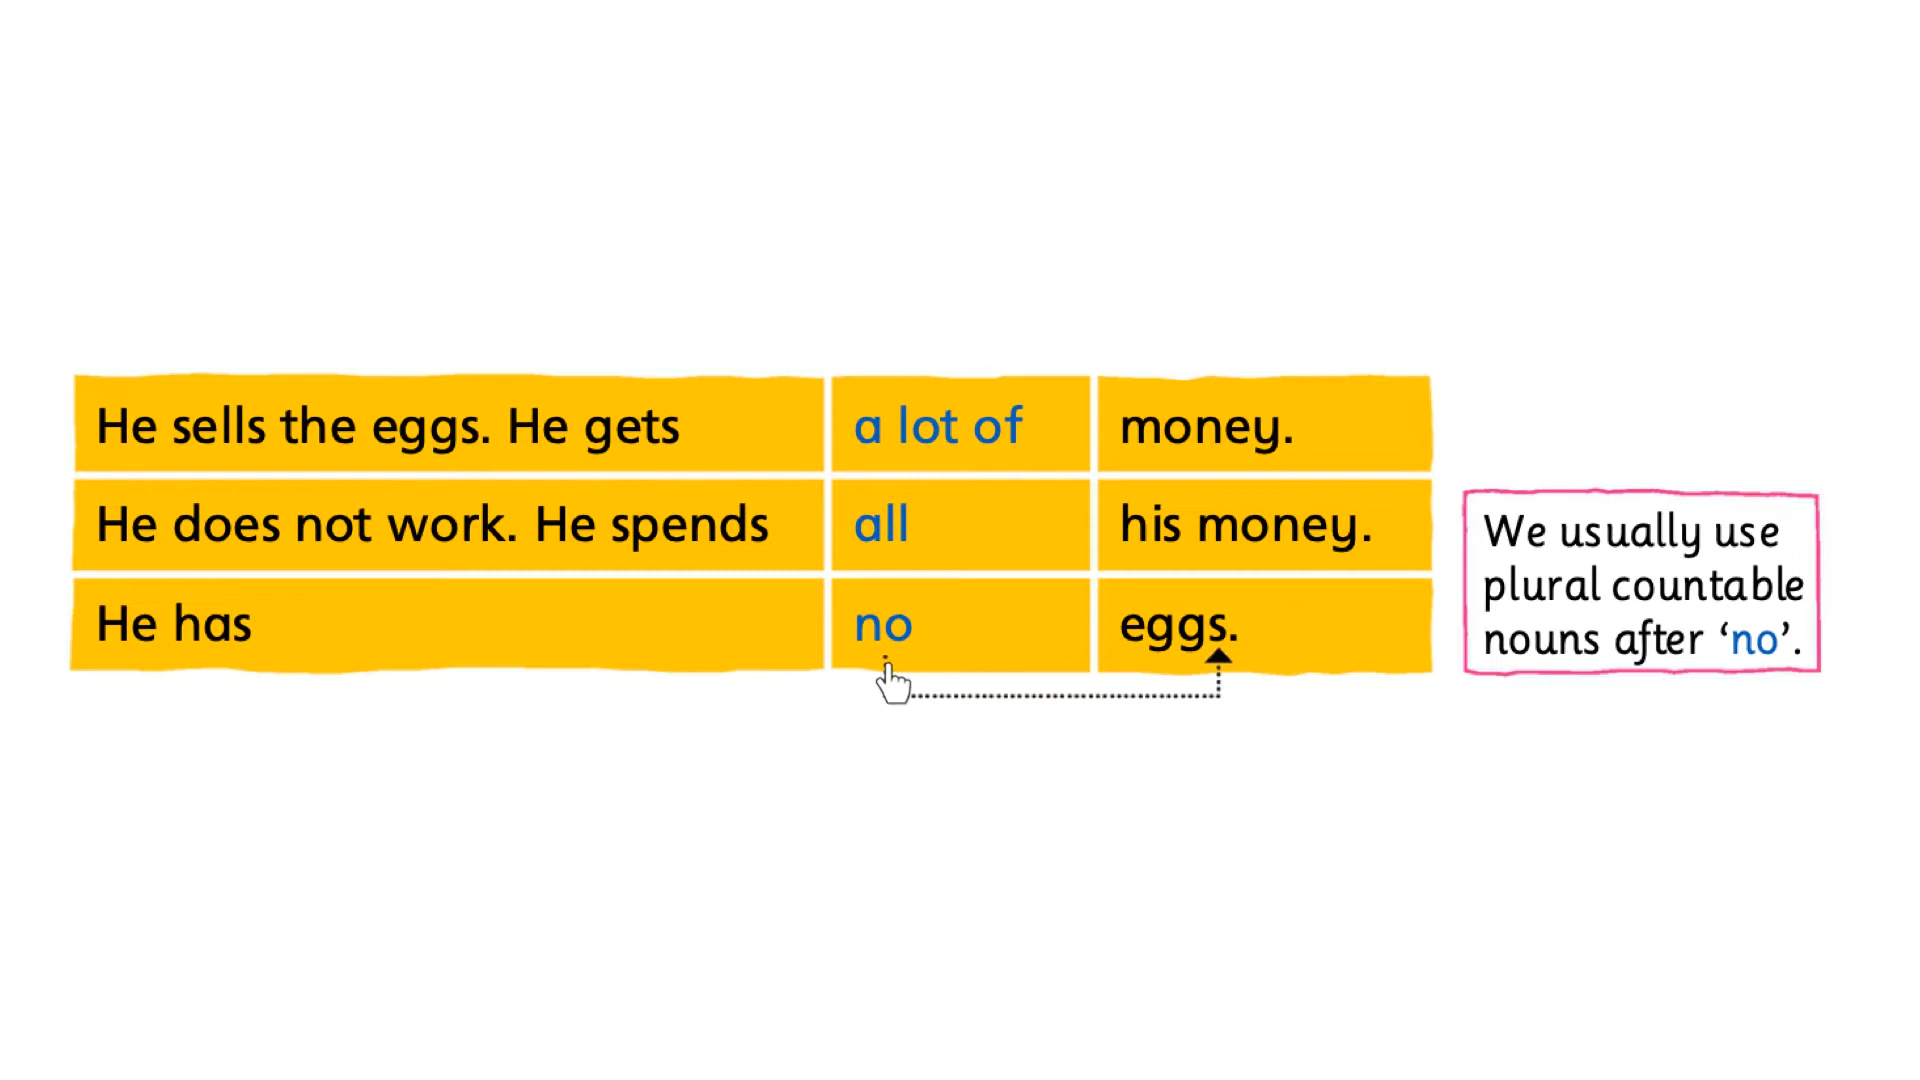 He sells the eggs. He gets a lot of money.
He does not work. He spends all his money.
He has no eggs.
We usually use
plural countable
nouns after ‘no’.